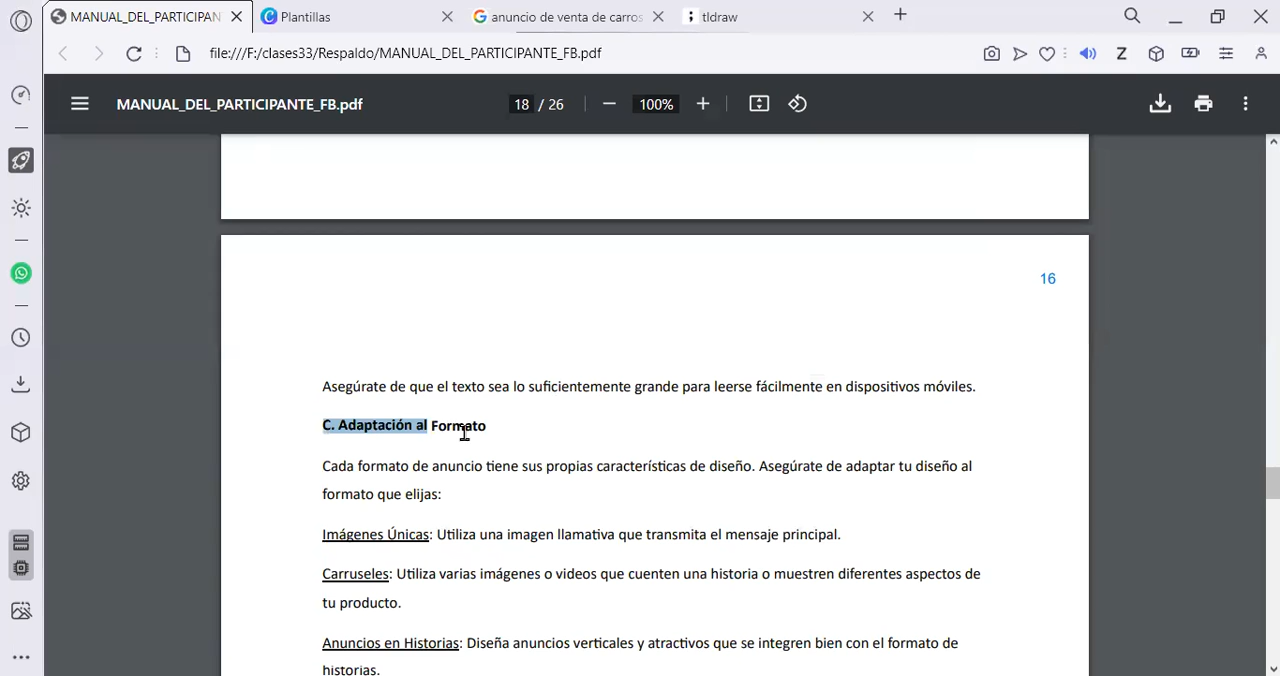 MANUAL_DEL_PARTICIPAN
Plantillas
anuncio de venta de carros
tldraw
file:///F:/clases33/Respaldo/MANUAL_DEL_PARTICIPANTE_FB.pdf
Z
MANUAL_DEL_PARTICIPANTE_FB.pdf
18 / 26
100%
16
Asegúrate de que el texto sea lo suficientemente grande para leerse fácilmente en dispositivos móviles.
C. Adaptación al Formato
Cada formato de anuncio tiene sus propias características de diseño. Asegúrate de adaptar tu diseño al
formato que elijas:
Imágenes Únicas: Utiliza una imagen llamativa que transmita el mensaje principal.
Carruseles: Utiliza varias imágenes o videos que cuenten una historia o muestren diferentes aspectos de
tu producto.
Anuncios en Historias: Diseña anuncios verticales y atractivos que se integren bien con el formato de
historias.